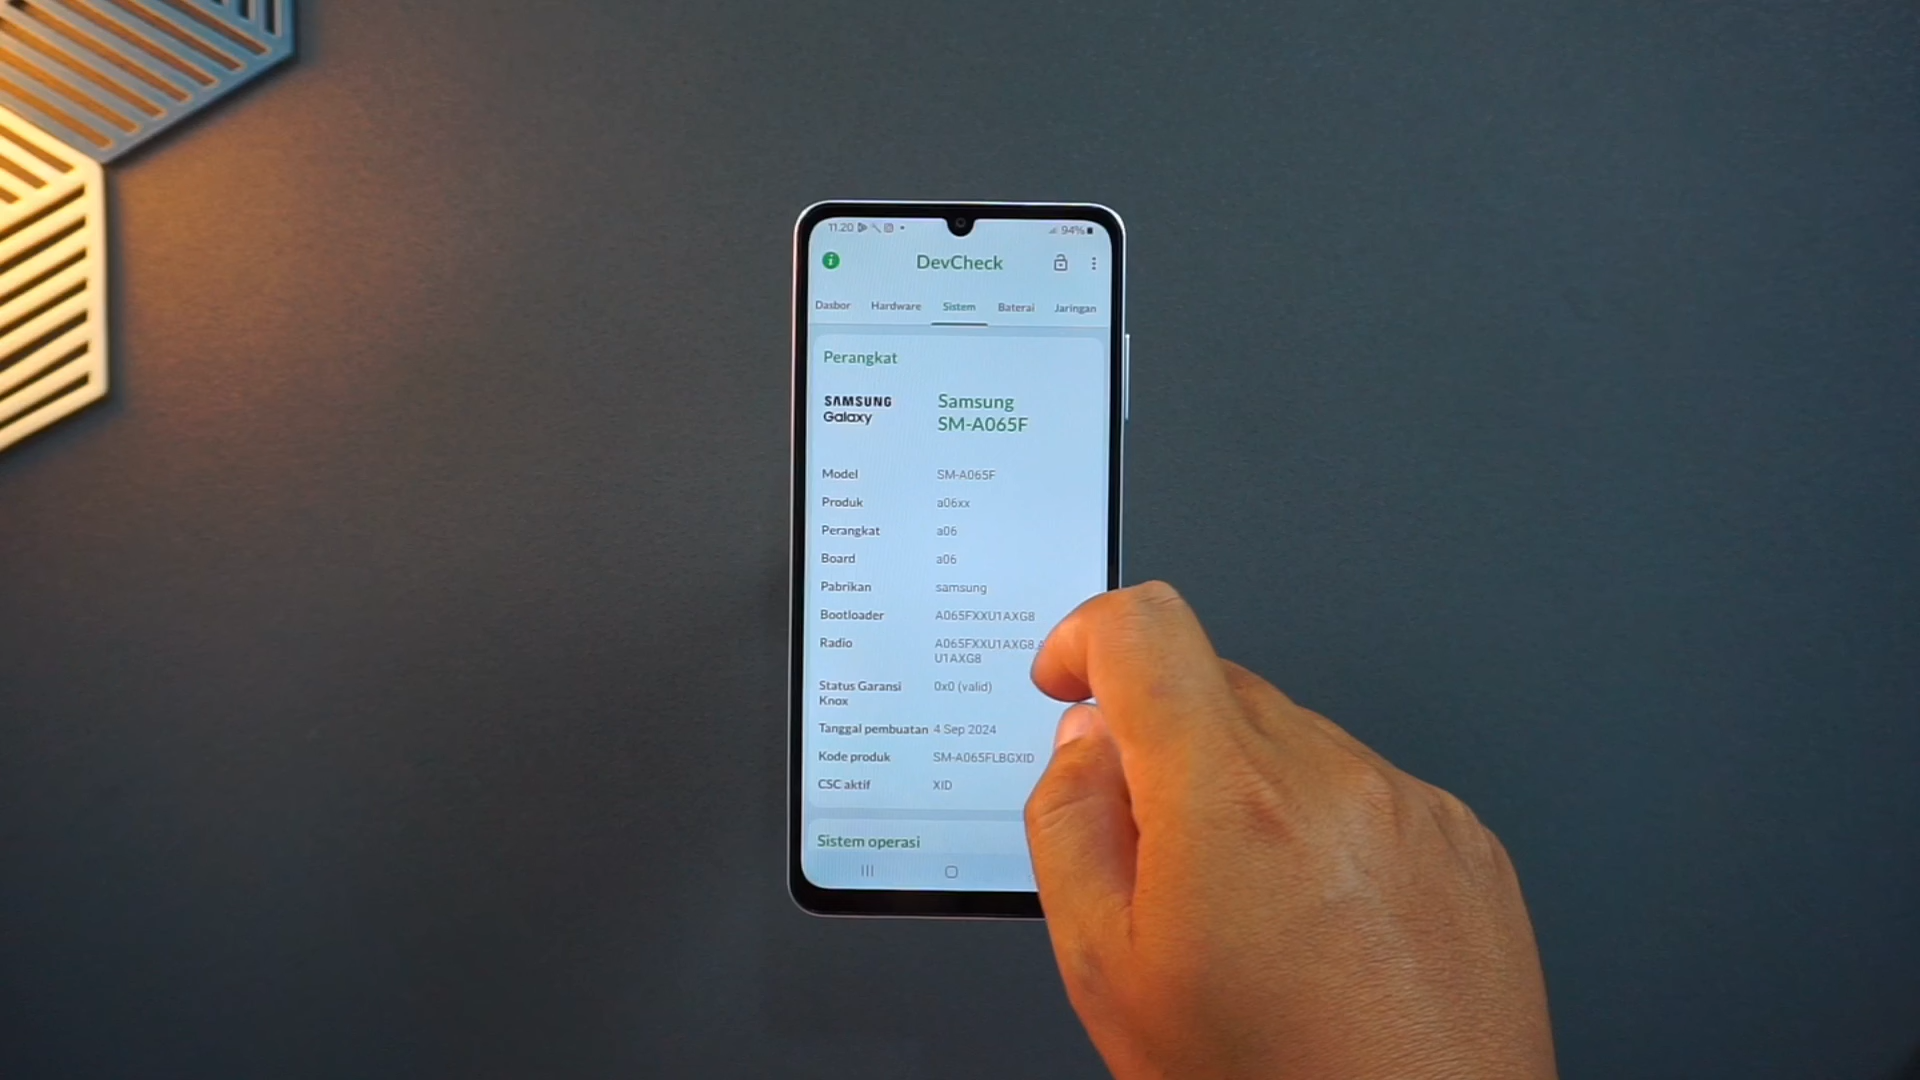 11.20 94%
DevCheck
Dasbor Hardware Sistem Baterai Jaringan
Perangkat
SAMSUNG
Galaxy
Samsung
SM-A065F
Model SM-A065F
Produk a06xx
Perangkat a06
Board a06
Pabrikan samsung
Bootloader A065FXXU1AXG8
Radio A065FXXU1AXG8,A
U1AXG8
Status Garansi 0x0 (valid)
Knox
Tanggal pembuatan 4 Sep 2024
Kode produk SM-A065FLBGXID
CSC aktif XID
Sistem operasi